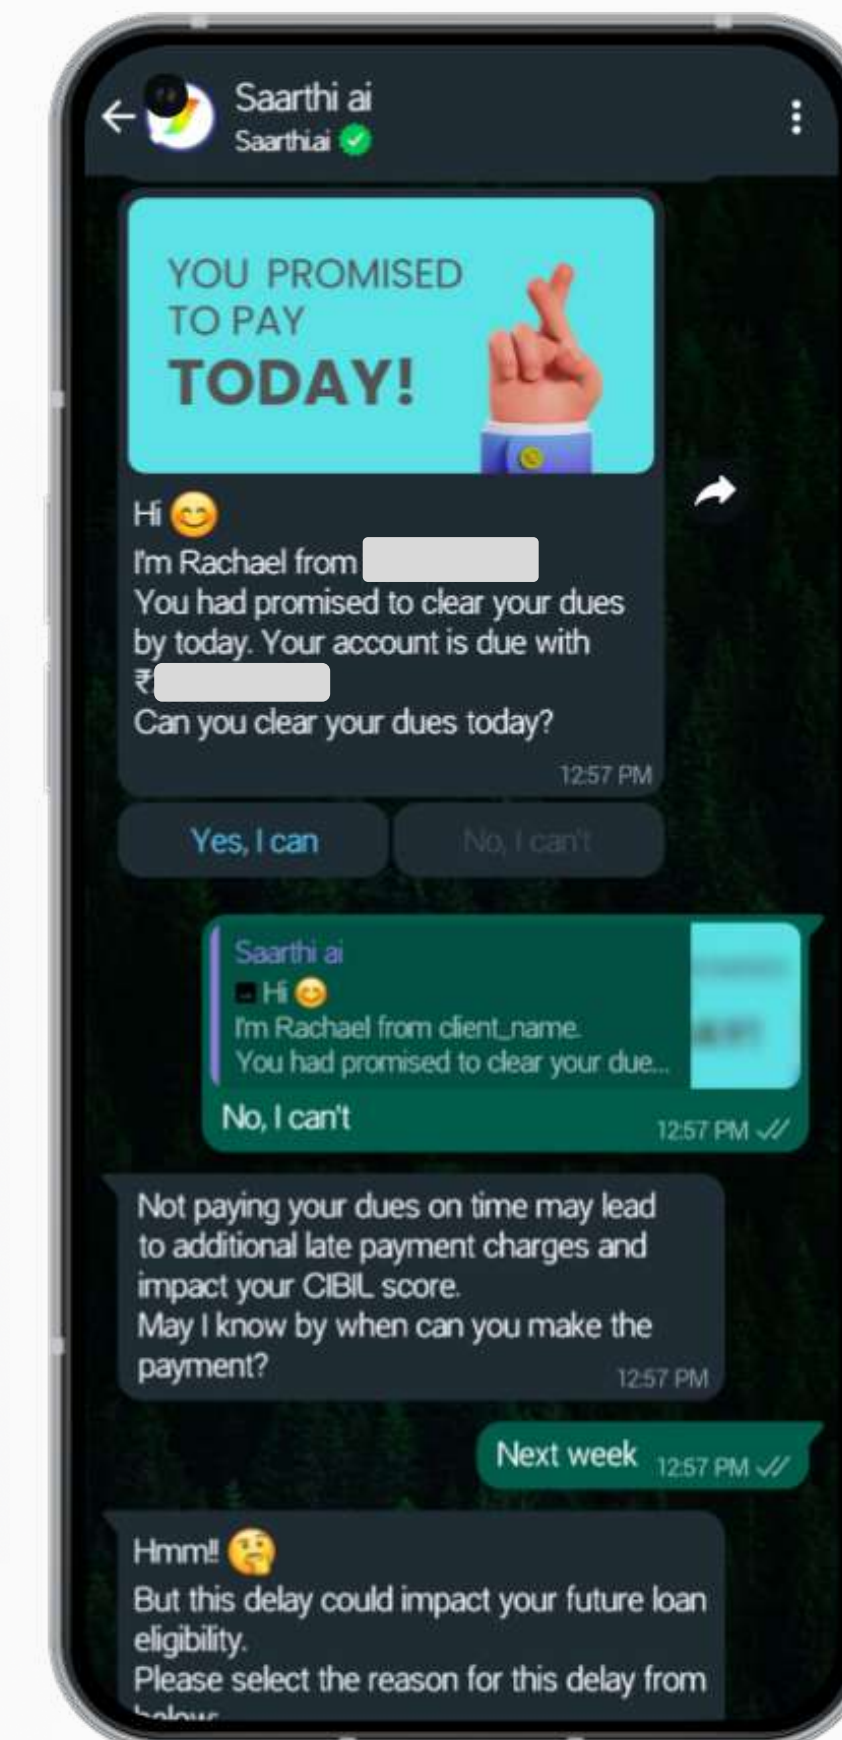 Saarthi ai
Saarthi.ai
YOU PROMISED
TO PAY
TODAY!
Hi 😊
I'm Rachael from
You had promised to clear your dues
by today. Your account is due with
₹
Can you clear your dues today?
12:57 PM
Yes, I can
No, I can't
Saarthi ai
Hi 😊
I'm Rachael from client_name.
You had promised to clear your due...
No, I can't
12:57 PM
Not paying your dues on time may lead
to additional late payment charges and
impact your CIBIL score.
May I know by when can you make the
payment?
12:57 PM
Next week 12:57 PM
Hmm!! 🤔
But this delay could impact your future loan
eligibility.
Please select the reason for this delay from